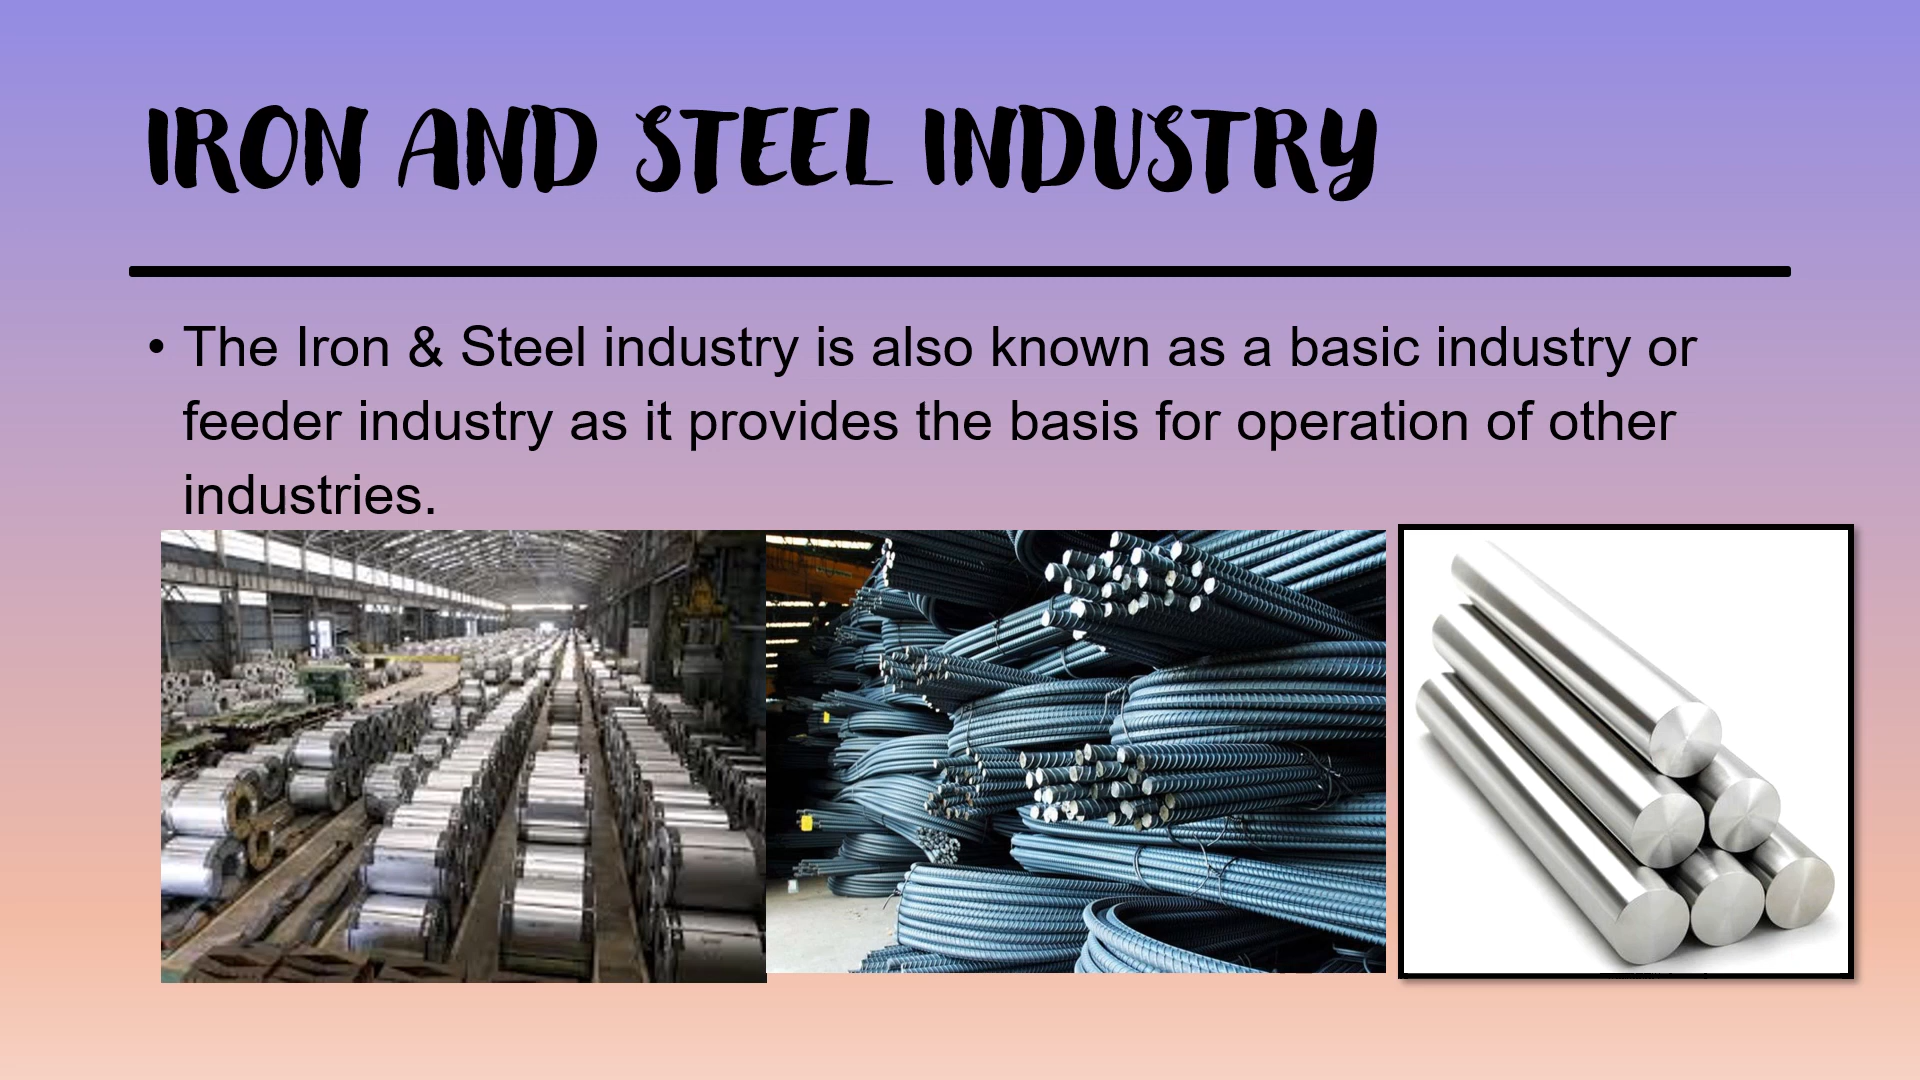 IRON AND STEEL INDUSTRY
• The Iron & Steel industry is also known as a basic industry or
feeder industry as it provides the basis for operation of other
industries.